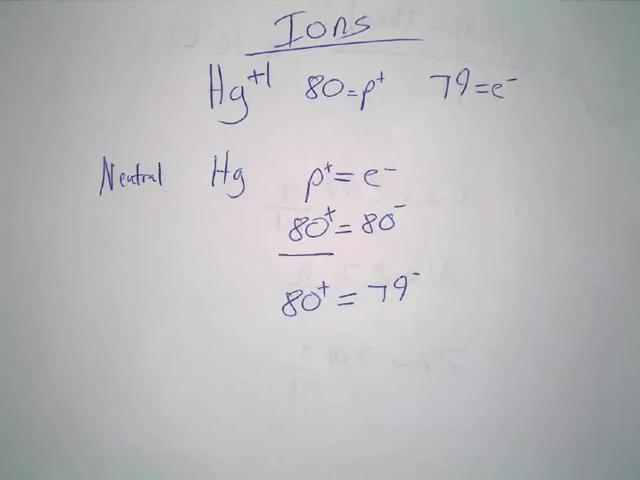 Ions
Hg⁺¹ 80=p⁺ 79=e⁻
Neutral Hg p⁺=e⁻
80⁺=80⁻
80⁺=79⁻